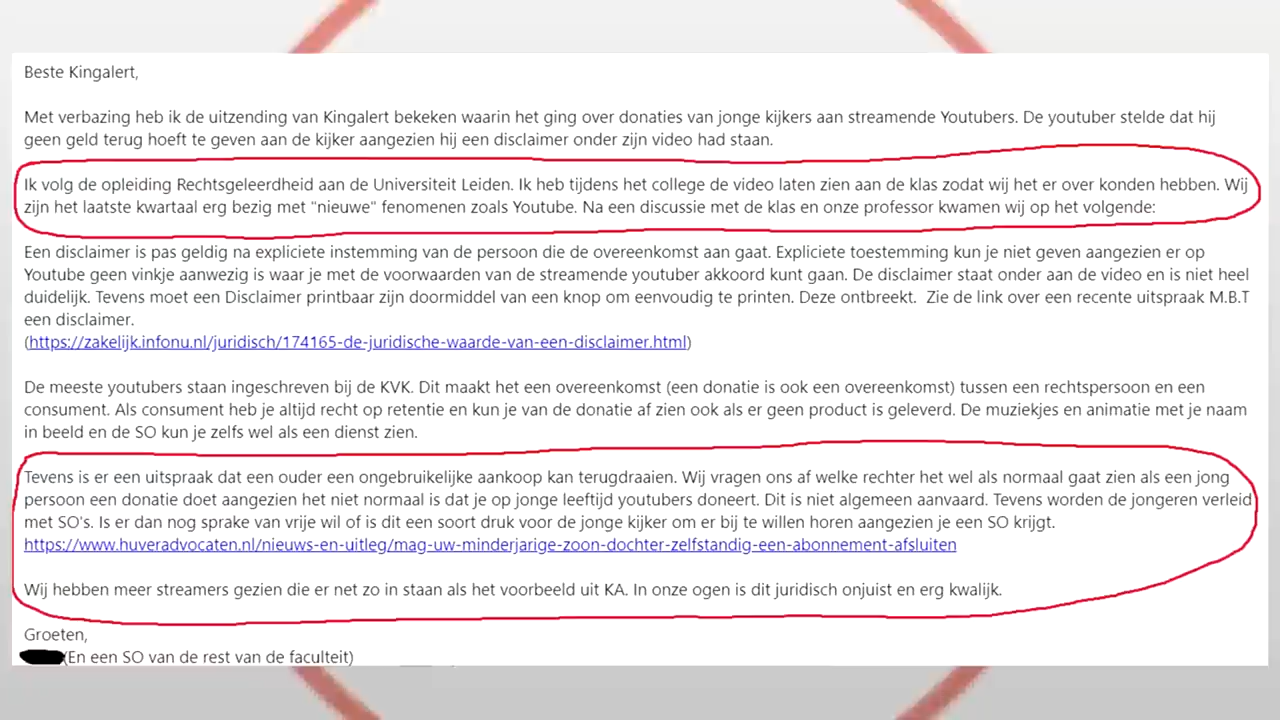 Beste Kingalert,
Met verbazing heb ik de uitzending van Kingalert bekeken waarin het ging over donaties van jonge kijkers aan streamende Youtubers. De youtuber stelde dat hij
geen geld terug hoeft te geven aan de kijker aangezien hij een disclaimer onder zijn video had staan.
Ik volg de opleiding Rechtsgeleerdheid aan de Universiteit Leiden. Ik heb tijdens het college de video laten zien aan de klas zodat wij het er over konden hebben. Wij
zijn het laatste kwartaal erg bezig met "nieuwe" fenomenen zoals Youtube. Na een discussie met de klas en onze professor kwamen wij op het volgende:
Een disclaimer is pas geldig na expliciete instemming van de persoon die de overeenkomst aan gaat. Expliciete toestemming kun je niet geven aangezien er op
Youtube geen vinkje aanwezig is waar je met de voorwaarden van de streamende youtuber akkoord kunt gaan. De disclaimer staat onder aan de video en is niet heel
duidelijk. Tevens moet een Disclaimer printbaar zijn doormiddel van een knop om eenvoudig te printen. Deze ontbreekt.  Zie de link over een recente uitspraak M.B.T
een disclaimer.
(https://zakelijk.infonu.nl/juridisch/174165-de-juridische-waarde-van-een-disclaimer.html)
De meeste youtubers staan ingeschreven bij de KVK. Dit maakt het een overeenkomst (een donatie is ook een overeenkomst) tussen een rechtspersoon en een
consument. Als consument heb je altijd recht op retentie en kun je van de donatie af zien ook als er geen product is geleverd. De muziekjes en animatie met je naam
in beeld en de SO kun je zelfs wel als een dienst zien.
Tevens is er een uitspraak dat een ouder een ongebruikelijke aankoop kan terugdraaien. Wij vragen ons af welke rechter het wel als normaal gaat zien als een jong
persoon een donatie doet aangezien het niet normaal is dat je op jonge leeftijd youtubers doneert. Dit is niet algemeen aanvaard. Tevens worden de jongeren verleid
met SO's. Is er dan nog sprake van vrije wil of is dit een soort druk voor de jonge kijker om er bij te willen horen aangezien je een SO krijgt.
https://www.huveradvocaten.nl/nieuws-en-uitleg/mag-uw-minderjarige-zoon-dochter-zelfstandig-een-abonnement-afsluiten
Wij hebben meer streamers gezien die er net zo in staan als het voorbeeld uit KA. In onze ogen is dit juridisch onjuist en erg kwalijk.
Groeten,
(En een SO van de rest van de faculteit)